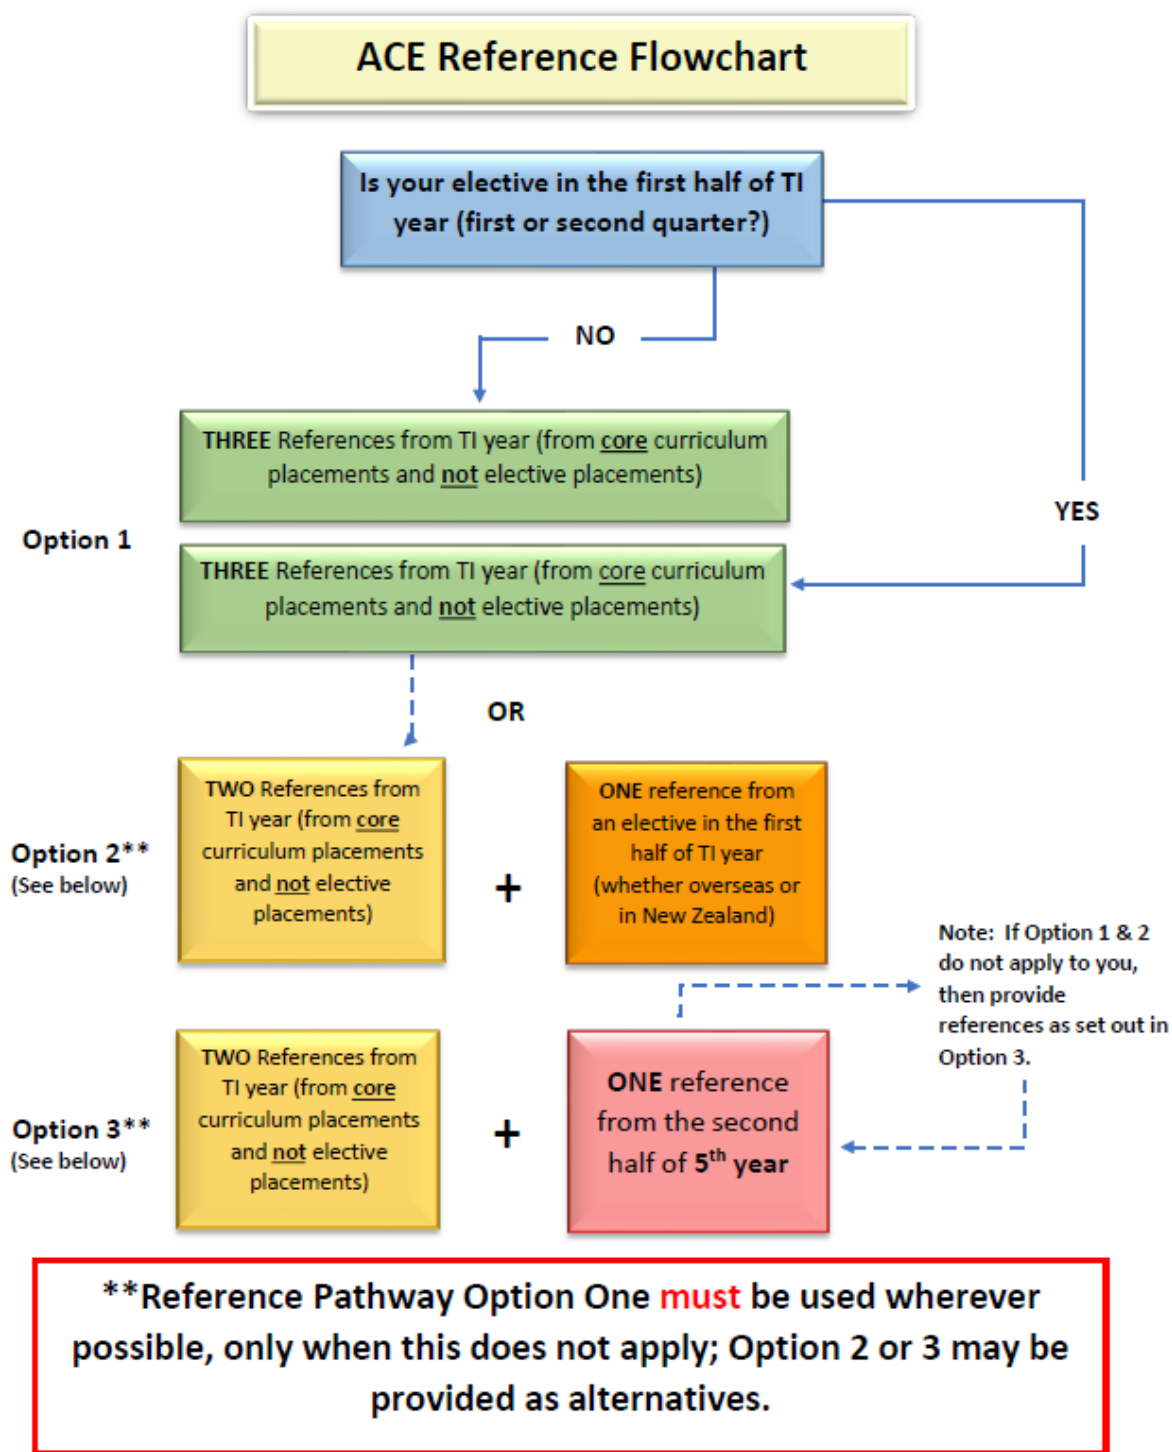 ACE Reference Flowchart
Is your elective in the first half of TI
year (first or second quarter?)
NO
THREE References from TI year (from core curriculum
placements and not elective placements)
YES
Option 1
THREE References from TI year (from core curriculum
placements and not elective placements)
OR
TWO References from
TI year (from core
curriculum placements
and not elective
placements)
ONE reference from
an elective in the first
half of TI year
(whether overseas or
in New Zealand)
Option 2**
(See below)
+
Note: If Option 1 & 2
do not apply to you,
then provide
references as set out in
Option 3.
TWO References from
TI year (from core
curriculum placements
and not elective
placements)
ONE reference
from the second
half of 5th year
Option 3**
(See below)
+
**Reference Pathway Option One must be used wherever
possible, only when this does not apply; Option 2 or 3 may be
provided as alternatives.